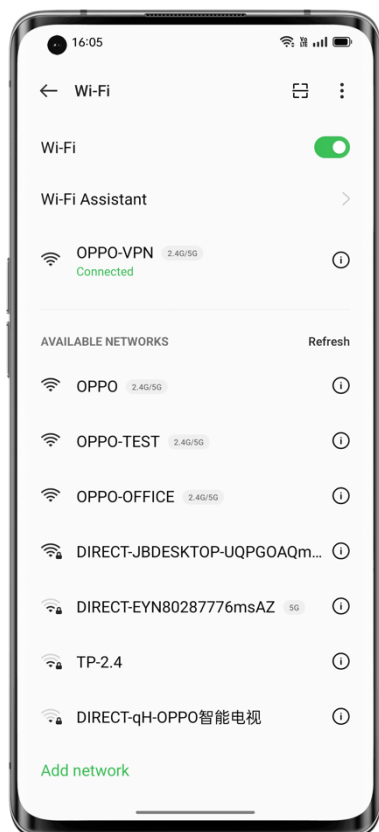 16:05
Wi-Fi
Wi-Fi
Wi-Fi Assistant
OPPO-VPN 2.4G/5G
Connected
AVAILABLE NETWORKS Refresh
OPPO 2.4G/5G
OPPO-TEST 2.4G/5G
OPPO-OFFICE 2.4G/5G
DIRECT-JBDESKTOP-UQPGOAQm...
DIRECT-EYN80287776msAZ 5G
TP-2.4
DIRECT-qH-OPPO智能电视
Add network